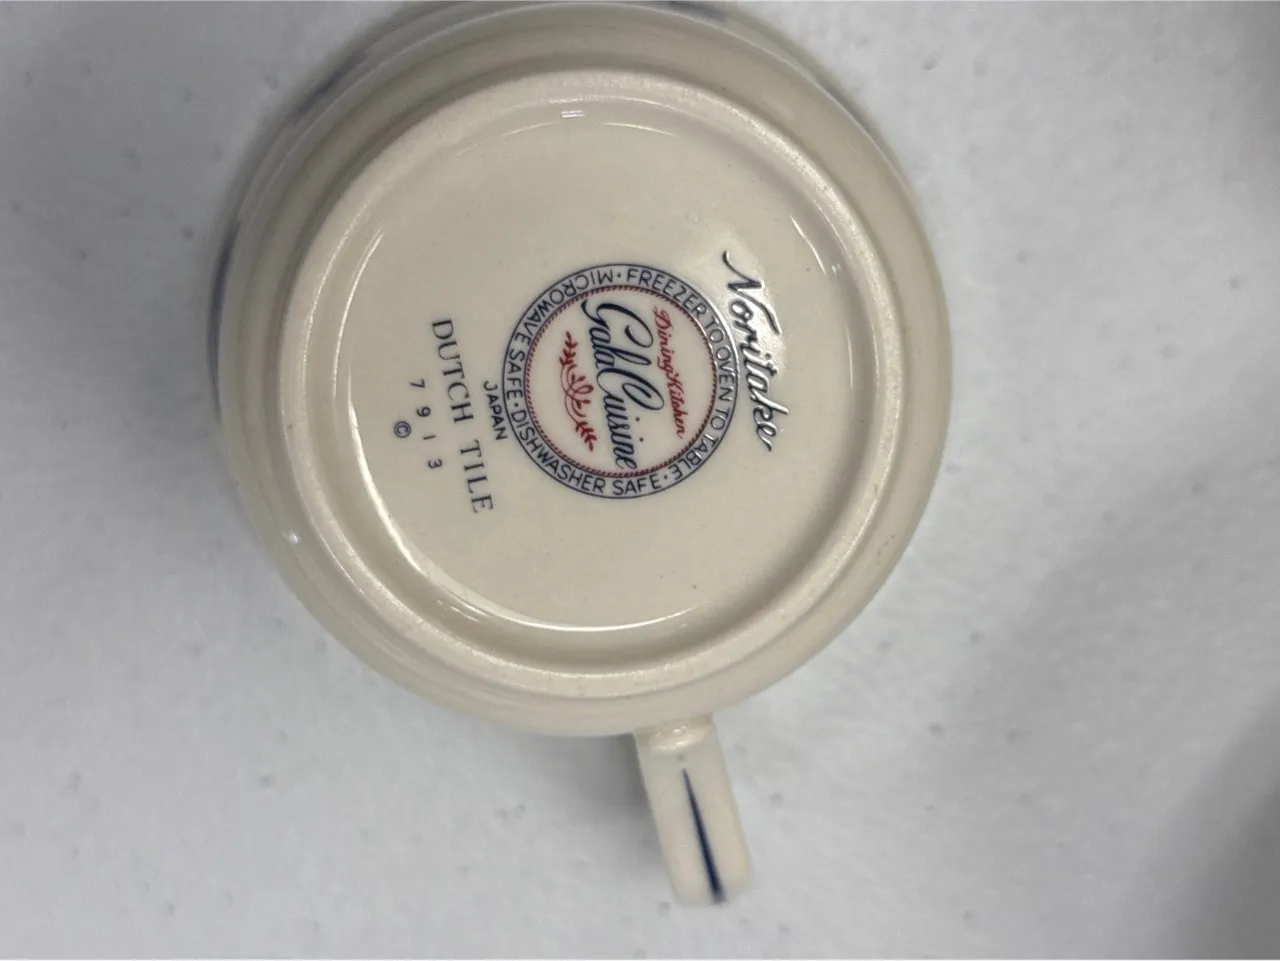 Noritake
MICROWAVE SAFE · DISHWASHER SAFE · FREEZER TO OVEN TO TABLE ·
Dining Kitchen
Gala Cuisine
JAPAN
DUTCH TILE
7913
©